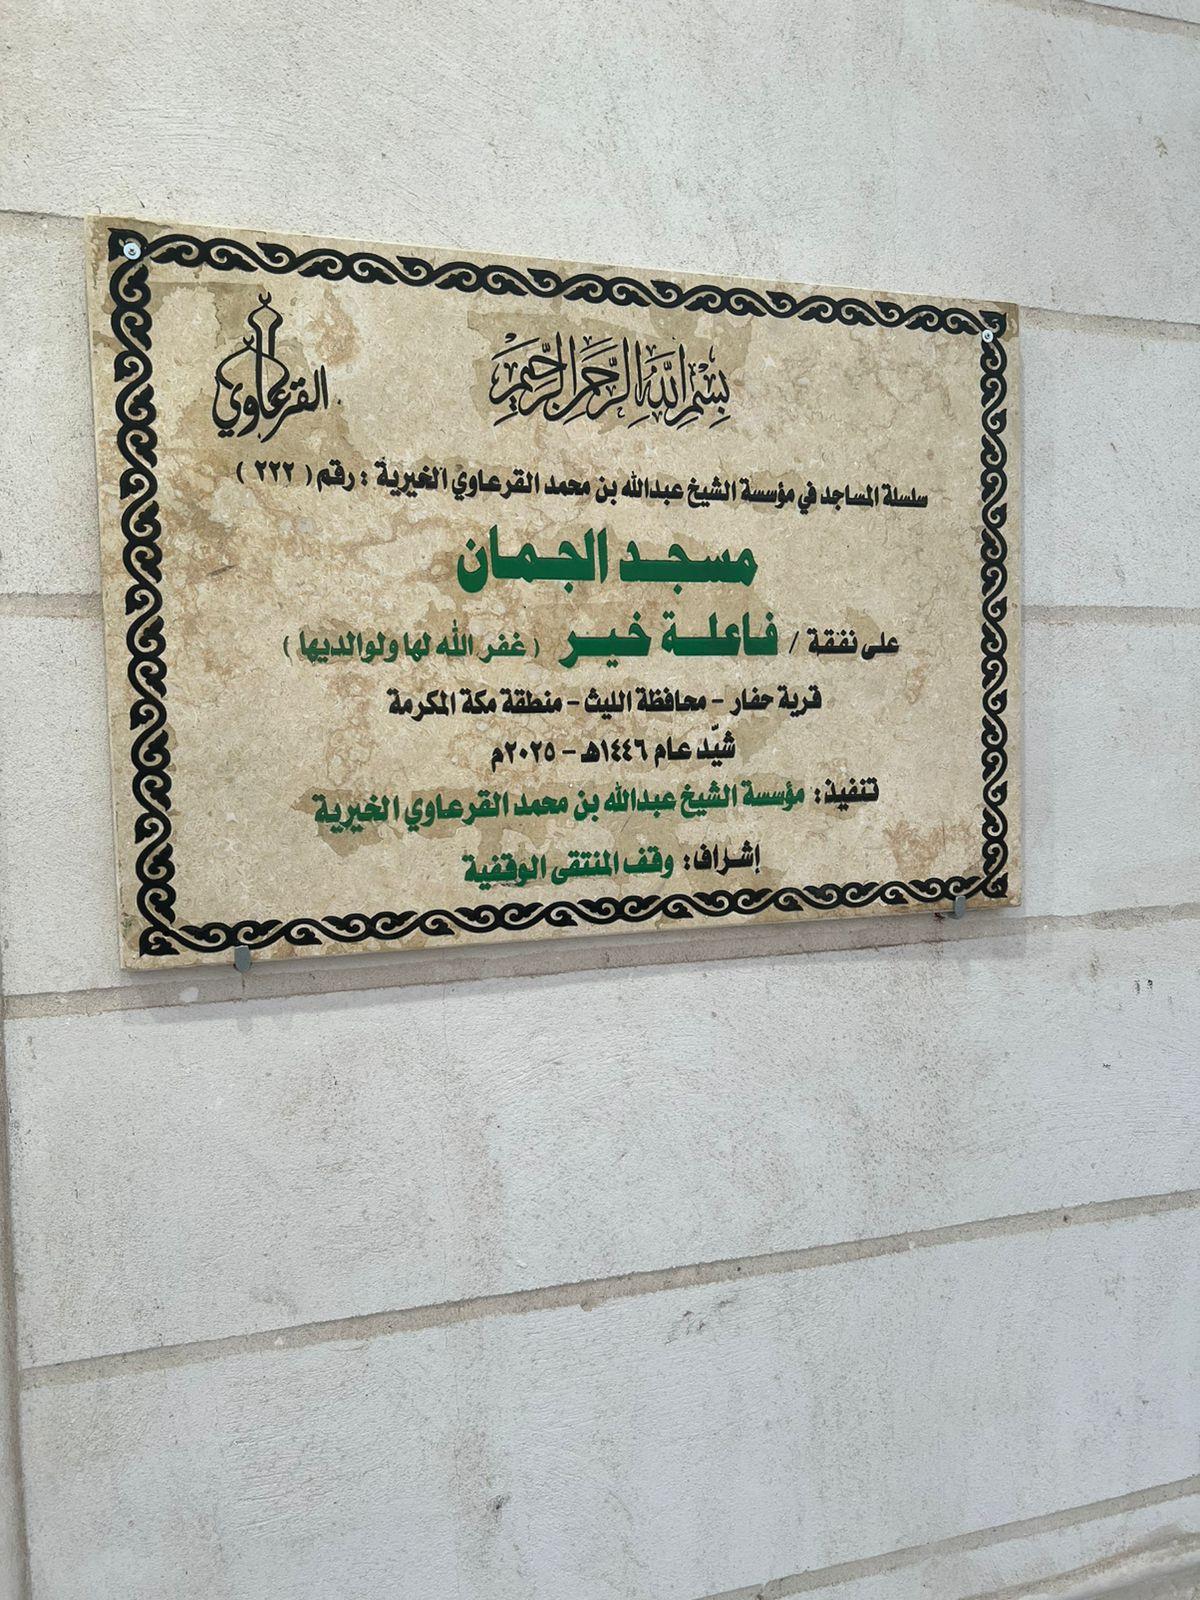 القرعاوي
بسم الله الرحمن الرحيم
سلسلة المساجد في مؤسسة الشيخ عبدالله بن محمد القرعاوي الخيرية : رقم ( ٢٢٢ )
مسجد الجمان
على نفقة / فاعلة خير ( غفر الله لها ولوالديها )
قرية حفار - محافظة الليث - منطقة مكة المكرمة
شيّد عام ١٤٤٦هـ - ٢٠٢٥م
تنفيذ: مؤسسة الشيخ عبدالله بن محمد القرعاوي الخيرية
إشراف: وقف المنتقى الوقفية